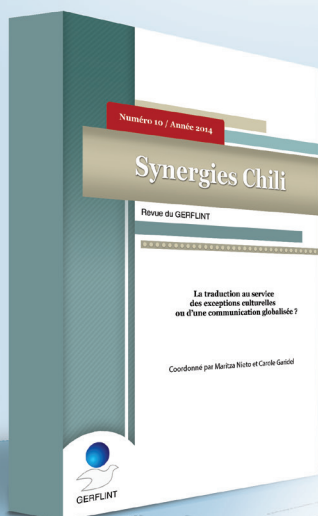 Numéro 10 / Année 2014
Synergies Chili
Revue du GERFLINT
La traduction au service
des exceptions culturelles
ou d'une communication globalisée ?
Coordonné par Maritza Nieto et Carole Garidel
GERFLINT